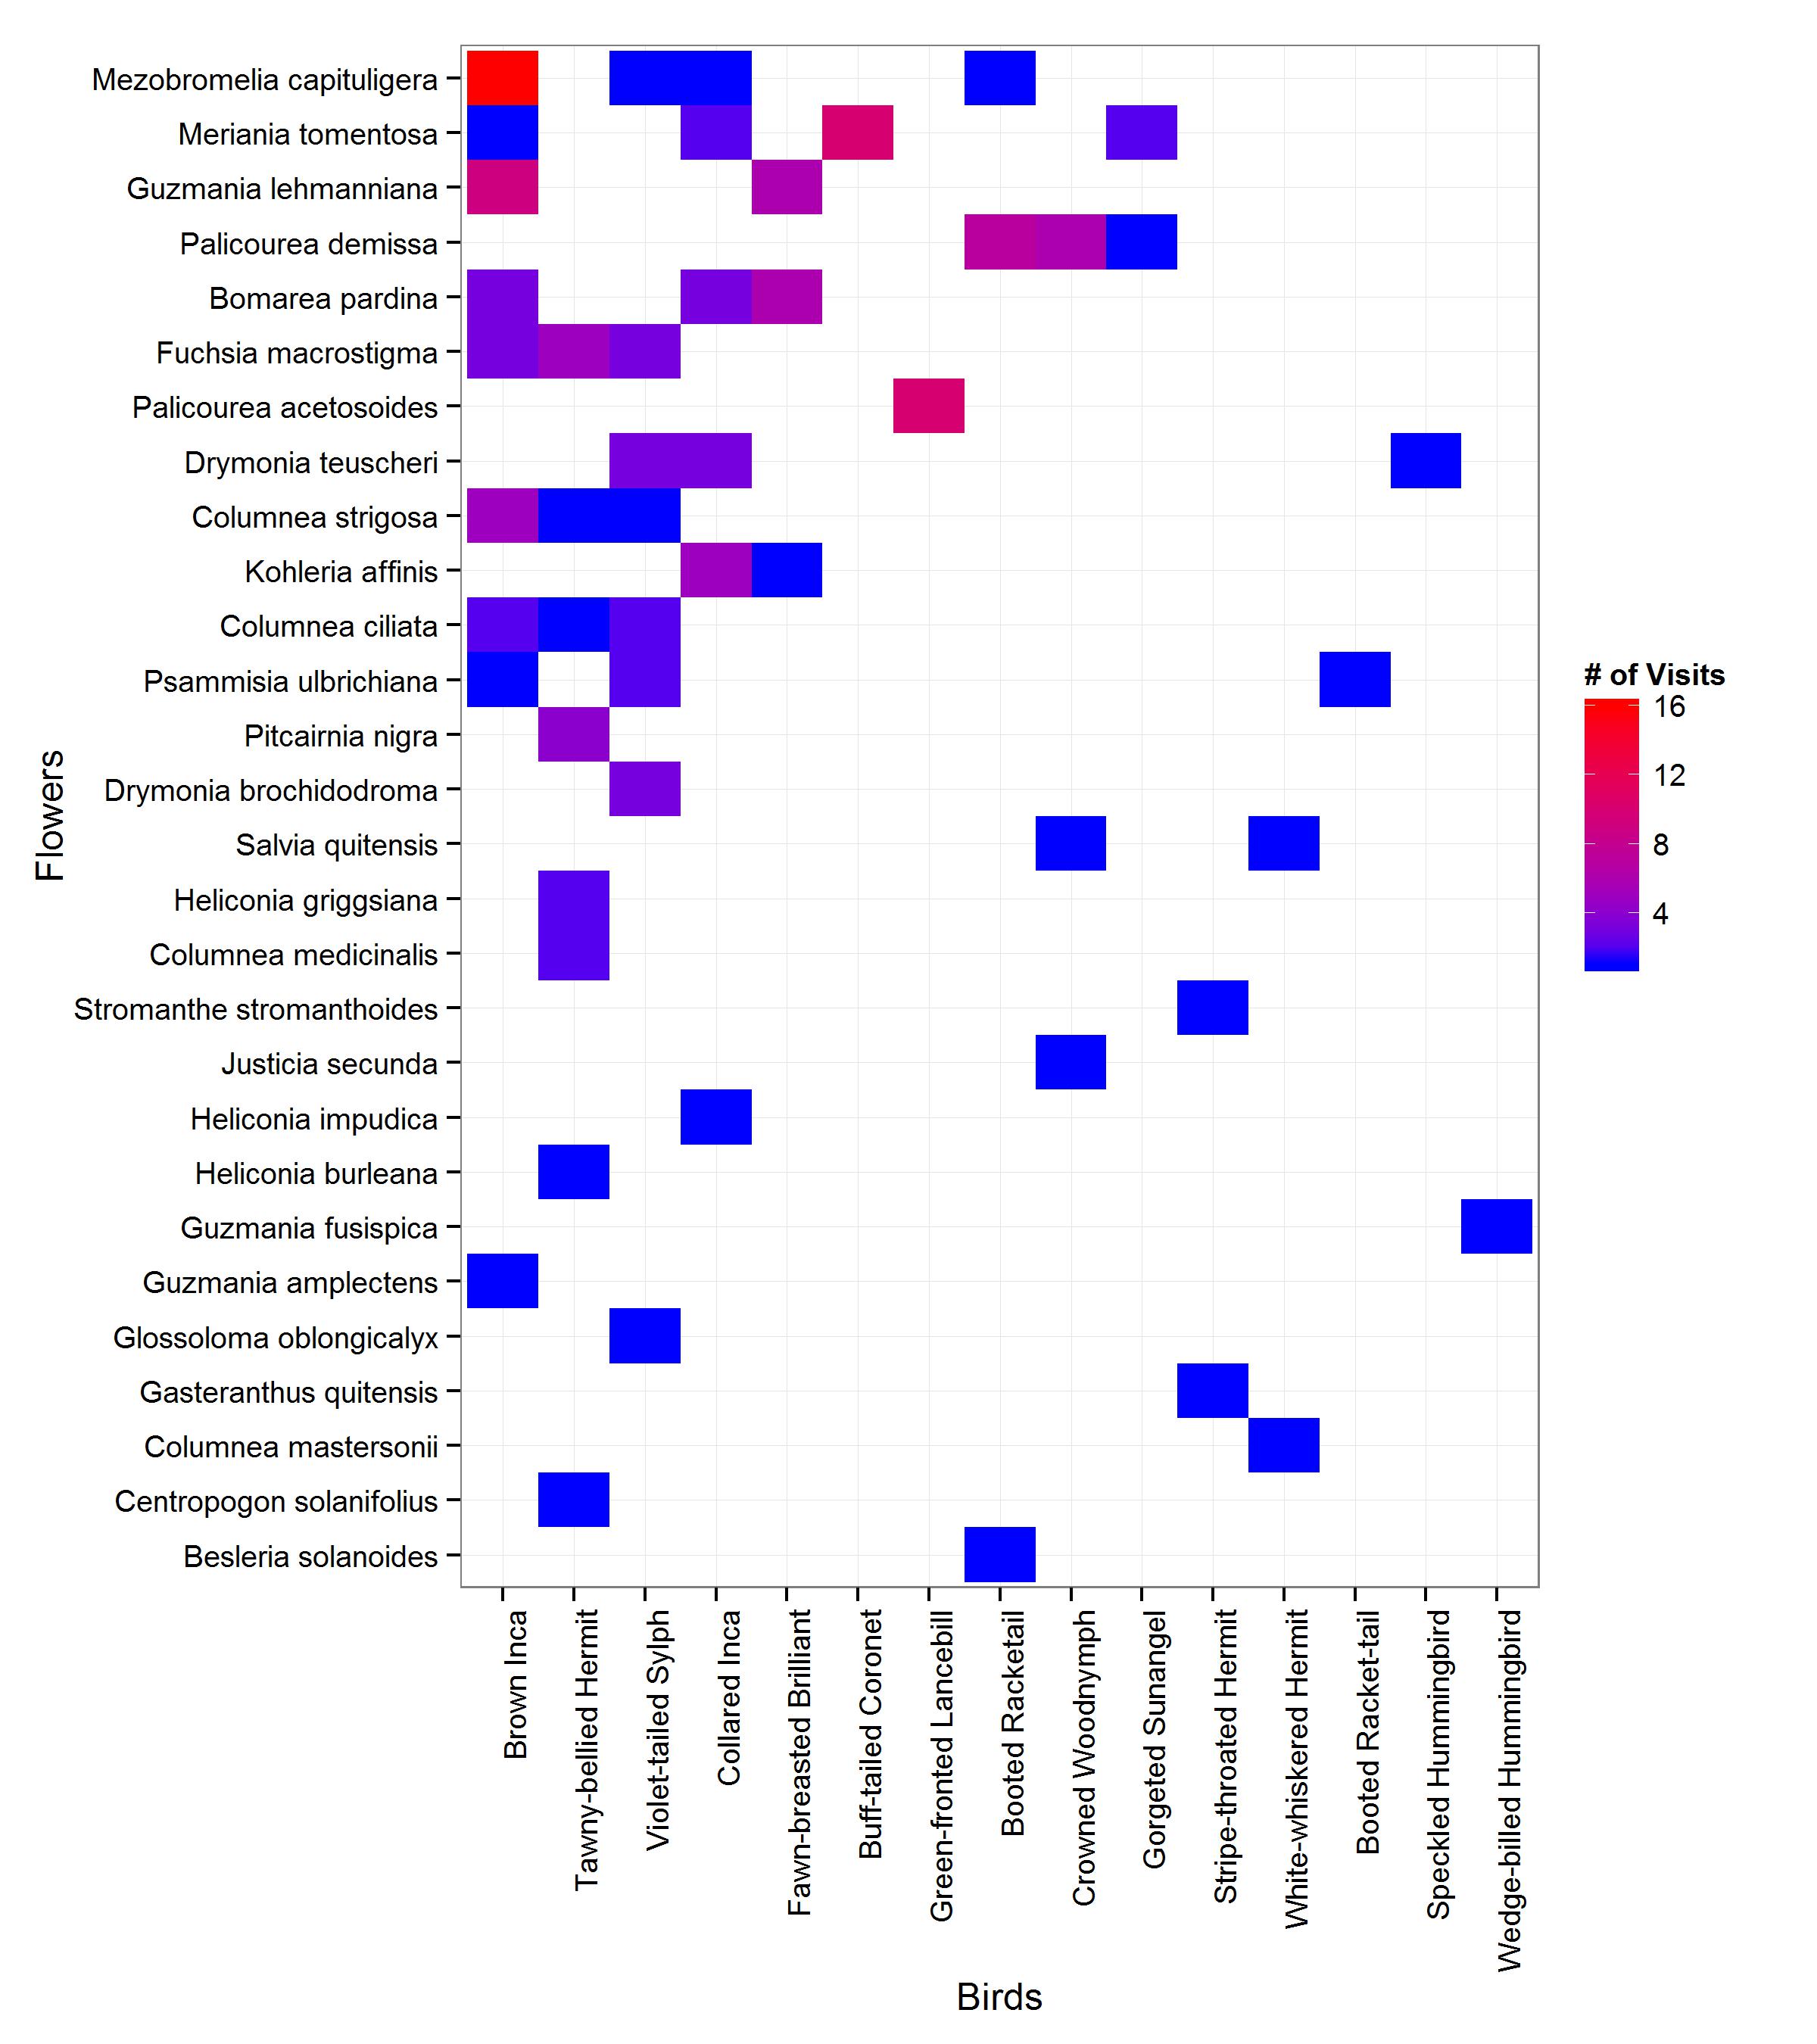 Mezobromelia capituligera
Meriania tomentosa
Guzmania lehmanniana
Palicourea demissa
Bomarea pardina
Fuchsia macrostigma
Palicourea acetosoides
Drymonia teuscheri
Columnea strigosa
Kohleria affinis
Columnea ciliata
Psammisia ulbrichiana
Pitcairnia nigra
Drymonia brochidodroma
Salvia quitensis
Heliconia griggsiana
Columnea medicinalis
Stromanthe stromanthoides
Justicia secunda
Heliconia impudica
Heliconia burleana
Guzmania fusispica
Guzmania amplectens
Glossoloma oblongicalyx
Gasteranthus quitensis
Columnea mastersonii
Centropogon solanifolius
Besleria solanoides
Flowers
Brown Inca
Tawny-bellied Hermit
Violet-tailed Sylph
Collared Inca
Fawn-breasted Brilliant
Buff-tailed Coronet
Green-fronted Lancebill
Booted Racketail
Crowned Woodnymph
Gorgeted Sunangel
Stripe-throated Hermit
White-whiskered Hermit
Booted Racket-tail
Speckled Hummingbird
Wedge-billed Hummingbird
Birds
# of Visits
16
12
8
4